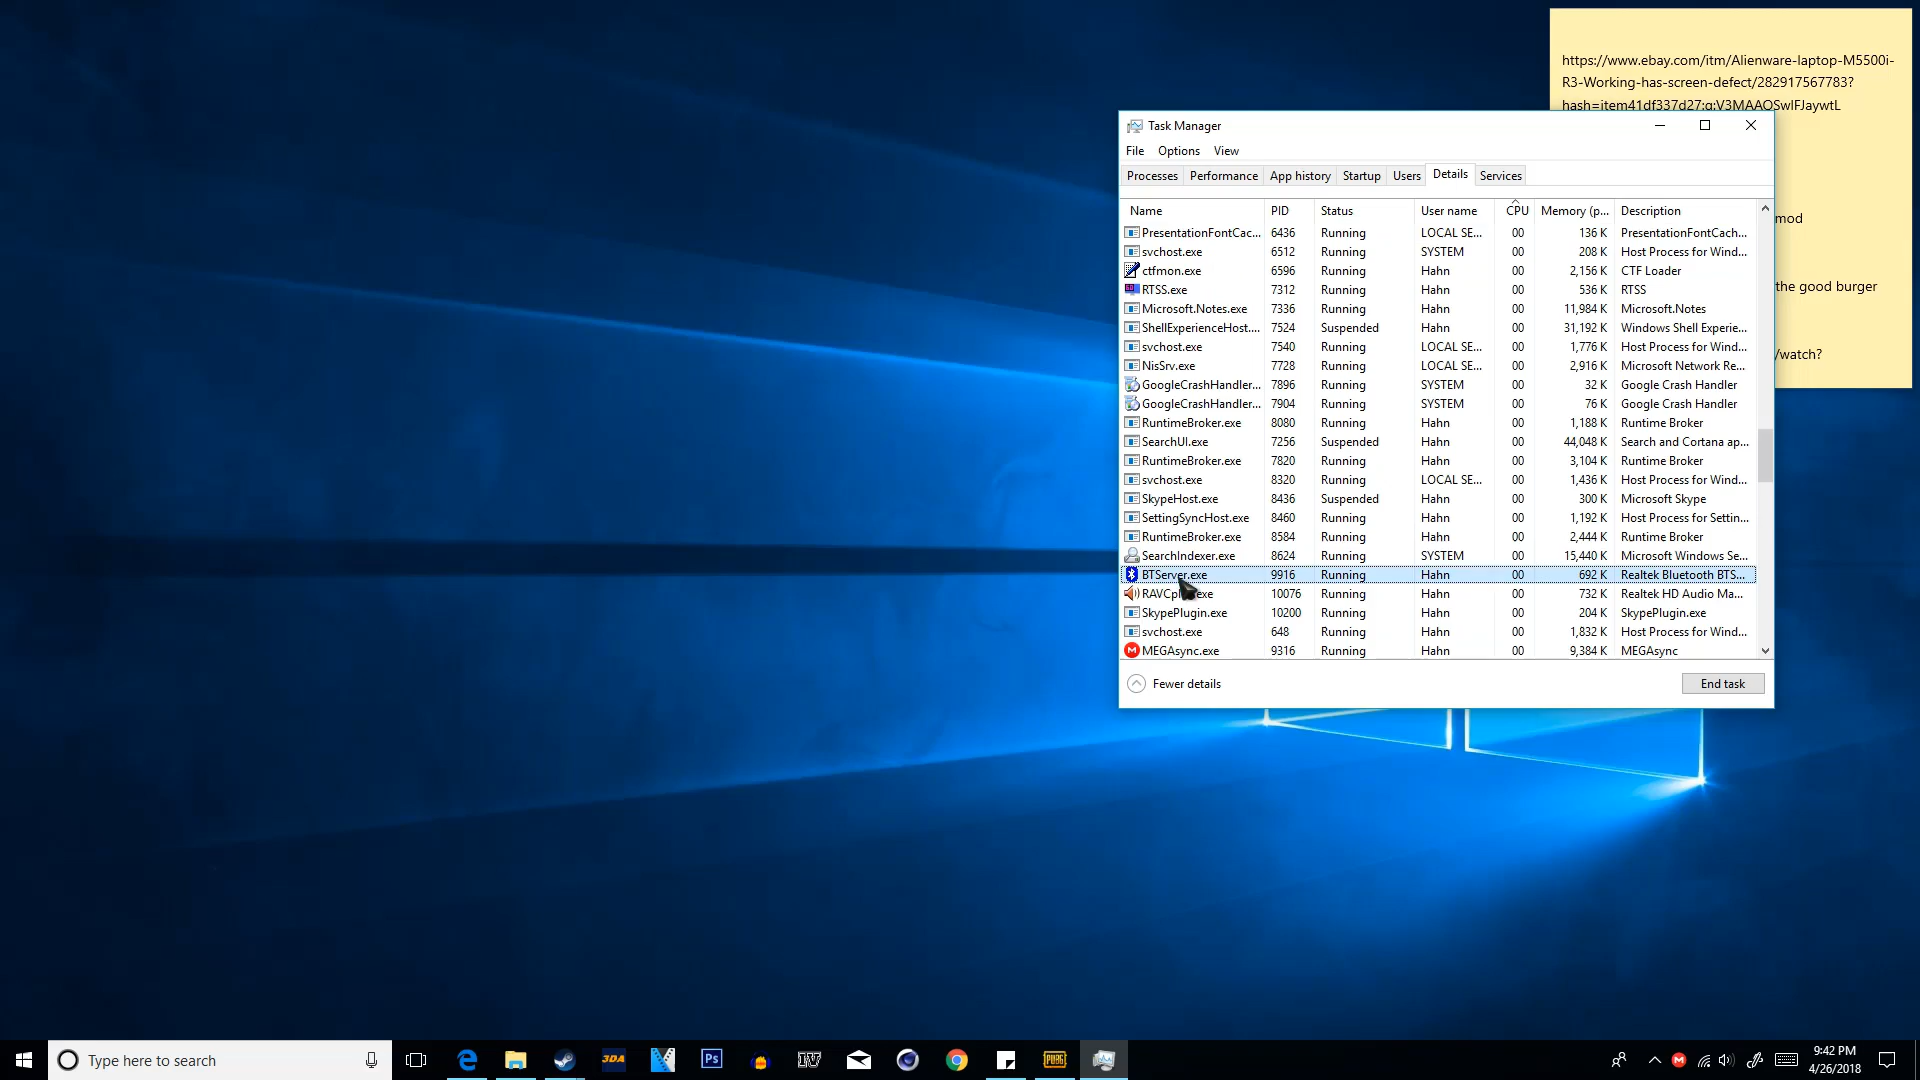 https://www.ebay.com/itm/Alienware-laptop-M5500i-
R3-Working-has-screen-defect/282917567783?
hash=item41df337d27:g:V3MAAOSwIFJaywtL
mod
the good burger
/watch?
Task Manager
File Options View
Processes Performance App history Startup Users Details Services
Name PID Status User name CPU Memory (p... Description
PresentationFontCac... 6436 Running LOCAL SE... 00 136 K PresentationFontCach...
svchost.exe 6512 Running SYSTEM 00 208 K Host Process for Wind...
ctfmon.exe 6596 Running Hahn 00 2,156 K CTF Loader
RTSS.exe 7312 Running Hahn 00 536 K RTSS
Microsoft.Notes.exe 7336 Running Hahn 00 11,984 K Microsoft.Notes
ShellExperienceHost.... 7524 Suspended Hahn 00 31,192 K Windows Shell Experie...
svchost.exe 7540 Running LOCAL SE... 00 1,776 K Host Process for Wind...
NisSrv.exe 7728 Running LOCAL SE... 00 2,916 K Microsoft Network Re...
GoogleCrashHandler... 7896 Running SYSTEM 00 32 K Google Crash Handler
GoogleCrashHandler... 7904 Running SYSTEM 00 76 K Google Crash Handler
RuntimeBroker.exe 8080 Running Hahn 00 1,188 K Runtime Broker
SearchUI.exe 7256 Suspended Hahn 00 44,048 K Search and Cortana ap...
RuntimeBroker.exe 7820 Running Hahn 00 3,104 K Runtime Broker
svchost.exe 8320 Running LOCAL SE... 00 1,436 K Host Process for Wind...
SkypeHost.exe 8436 Suspended Hahn 00 300 K Microsoft Skype
SettingSyncHost.exe 8460 Running Hahn 00 1,192 K Host Process for Settin...
RuntimeBroker.exe 8584 Running Hahn 00 2,444 K Runtime Broker
SearchIndexer.exe 8624 Running SYSTEM 00 15,440 K Microsoft Windows Se...
BTServer.exe 9916 Running Hahn 00 692 K Realtek Bluetooth BTS...
10076 Running Hahn 00 732 K Realtek HD Audio Ma...
SkypePlugin.exe 10200 Running Hahn 00 204 K SkypePlugin.exe
svchost.exe 648 Running Hahn 00 1,832 K Host Process for Wind...
MEGAsync.exe 9316 Running Hahn 00 9,384 K MEGAsync
Fewer details End task
Type here to search
3DA
Ps
IV
PUBG
9:42 PM
4/26/2018